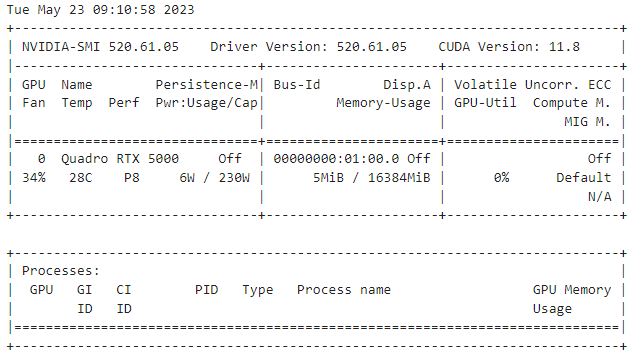 Tue May 23 09:10:58 2023
+-----------------------------------------------------------------------------+
| NVIDIA-SMI 520.61.05    Driver Version: 520.61.05    CUDA Version: 11.8     |
|-------------------------------+----------------------+----------------------+
| GPU  Name        Persistence-M| Bus-Id        Disp.A | Volatile Uncorr. ECC |
| Fan  Temp  Perf  Pwr:Usage/Cap|         Memory-Usage | GPU-Util  Compute M. |
|                               |                      |               MIG M. |
|===============================+======================+======================|
|   0  Quadro RTX 5000     Off  | 00000000:01:00.0 Off |                  Off |
| 34%   28C    P8     6W / 230W |      5MiB / 16384MiB |      0%      Default |
|                               |                      |                  N/A |
+-------------------------------+----------------------+----------------------+

+-----------------------------------------------------------------------------+
| Processes:                                                                  |
|  GPU   GI   CI        PID   Type   Process name                  GPU Memory |
|        ID   ID                                                   Usage      |
|=============================================================================|
+-----------------------------------------------------------------------------+